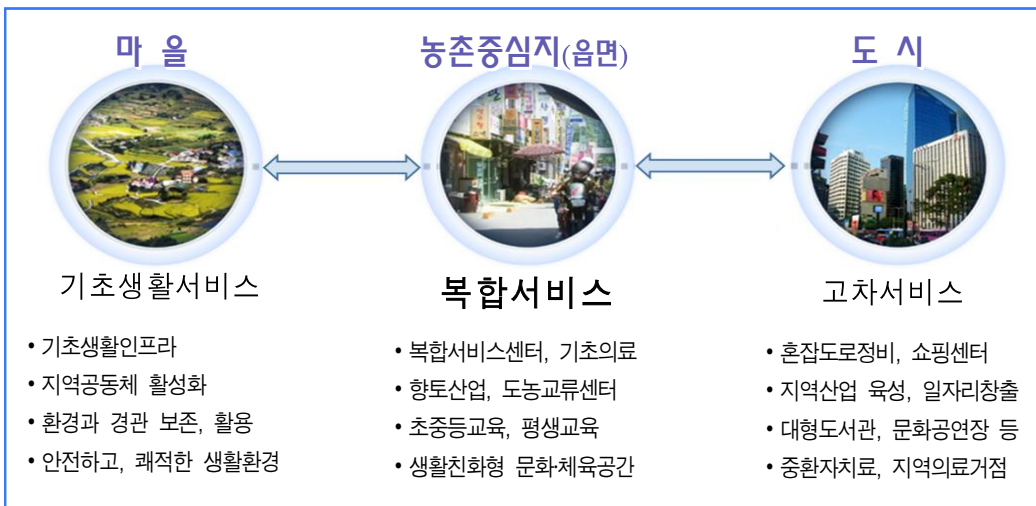 마 을
농촌중심지(읍면)
도 시
기초생활서비스
복합서비스
고차서비스
• 기초생활인프라
• 지역공동체 활성화
• 환경과 경관 보존, 활용
• 안전하고, 쾌적한 생활환경
• 복합서비스센터, 기초의료
• 향토산업, 도농교류센터
• 초중등교육, 평생교육
• 생활친화형 문화·체육공간
• 혼잡도로정비, 쇼핑센터
• 지역산업 육성, 일자리창출
• 대형도서관, 문화공연장 등
• 중환자치료, 지역의료거점